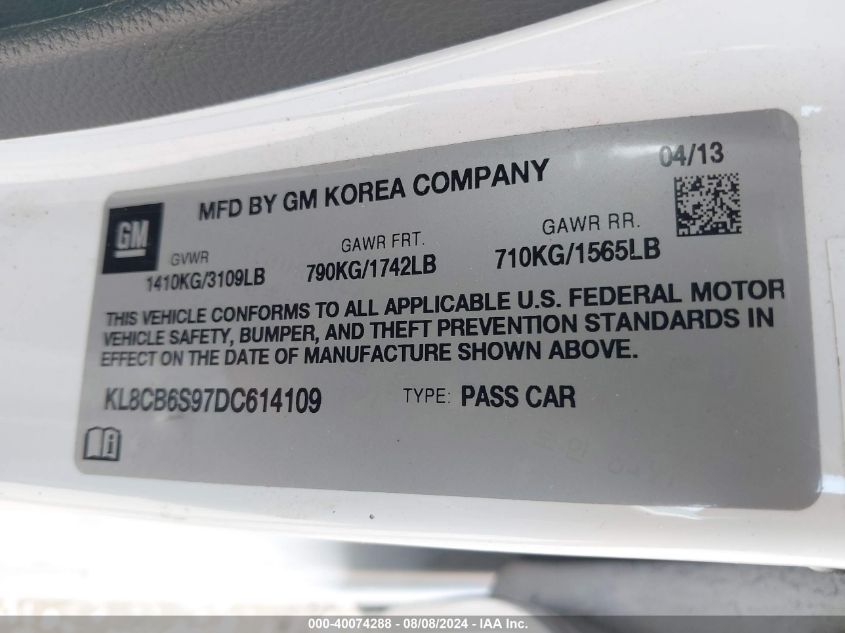 04/13
MFD BY GM KOREA COMPANY
GM
GVWR GAWR FRT. GAWR RR.
1410KG/3109LB 790KG/1742LB 710KG/1565LB
THIS VEHICLE CONFORMS TO ALL APPLICABLE U.S. FEDERAL MOTOR
VEHICLE SAFETY, BUMPER, AND THEFT PREVENTION STANDARDS IN
EFFECT ON THE DATE OF MANUFACTURE SHOWN ABOVE.
KL8CB6S97DC614109 TYPE: PASS CAR
000-40074288 - 08/08/2024 - IAA Inc.